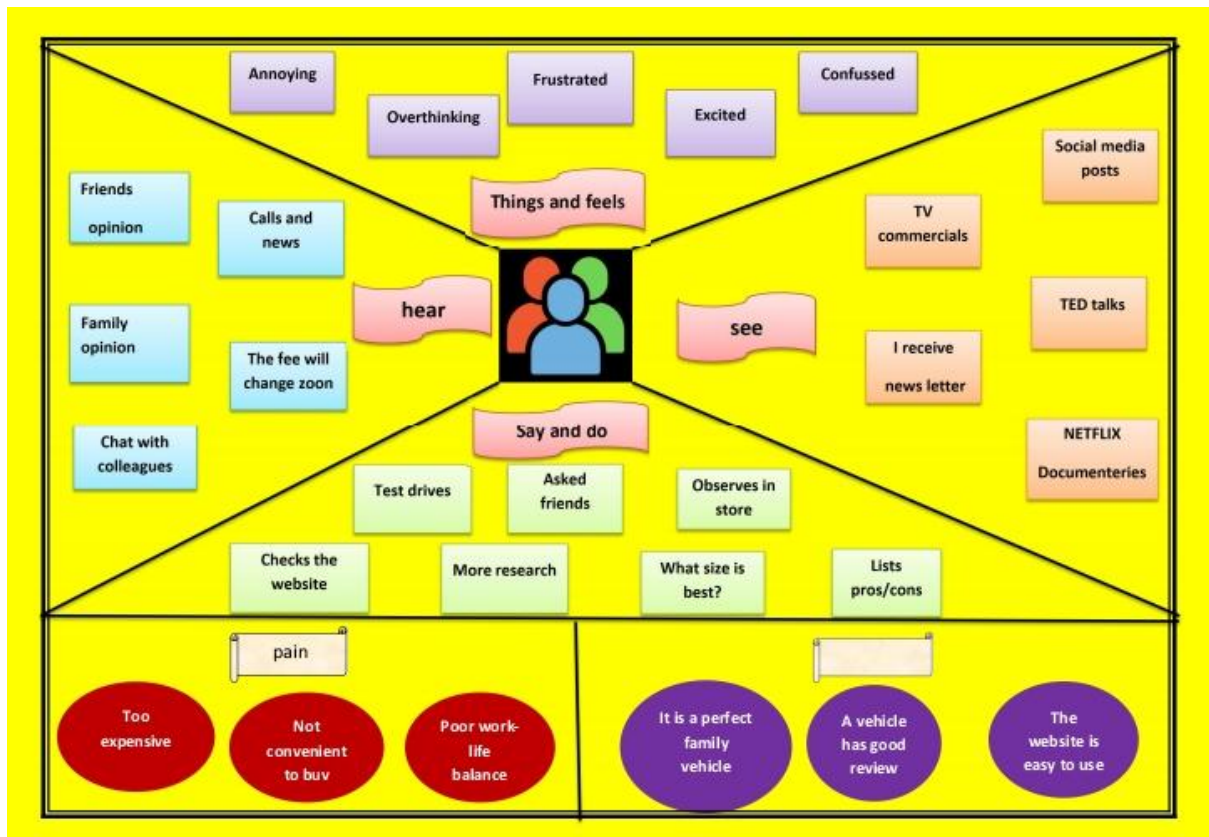 Annoying
Overthinking
Frustrated
Excited
Confussed
Things and feels
Friends
opinion
Calls and
news
Family
opinion
The fee will
change zoon
Chat with
colleagues
hear
see
Social media
posts
TV
commercials
TED talks
I receive
news letter
NETFLIX
Documenteries
Say and do
Test drives
Asked
friends
Observes in
store
Checks the
website
More research
What size is
best?
Lists
pros/cons
pain
Too
expensive
Not
convenient
to buv
Poor work-
life
balance
It is a perfect
family
vehicle
A vehicle
has good
review
The
website is
easy to use